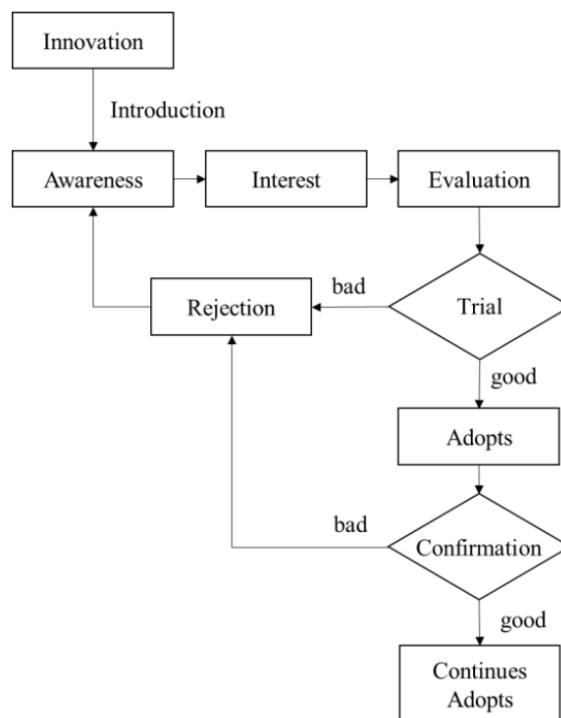 Innovation
Introduction
Awareness
Interest
Evaluation
Rejection
bad
Trial
good
Adopts
bad
Confirmation
good
Continues
Adopts